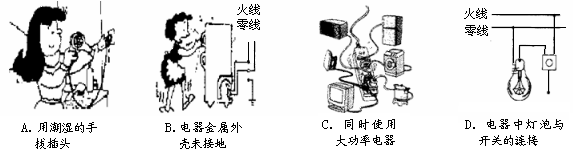 火线
零线
火线
零线
A. 用潮湿的手
拔插头
B. 电器金属外
壳未接地
C. 同时使用
大功率电器
D. 电器中灯泡与
开关的连接